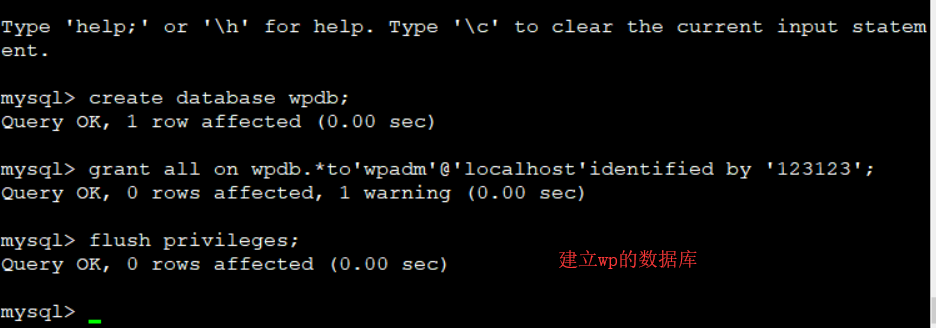 Type 'help;' or '\h' for help. Type '\c' to clear the current input statem
ent.
mysql> create database wpdb;
Query OK, 1 row affected (0.00 sec)
mysql> grant all on wpdb.*to'wpadm'@'localhost'identified by '123123';
Query OK, 0 rows affected, 1 warning (0.00 sec)
mysql> flush privileges;
Query OK, 0 rows affected (0.00 sec)
建立wp的数据库
mysql>